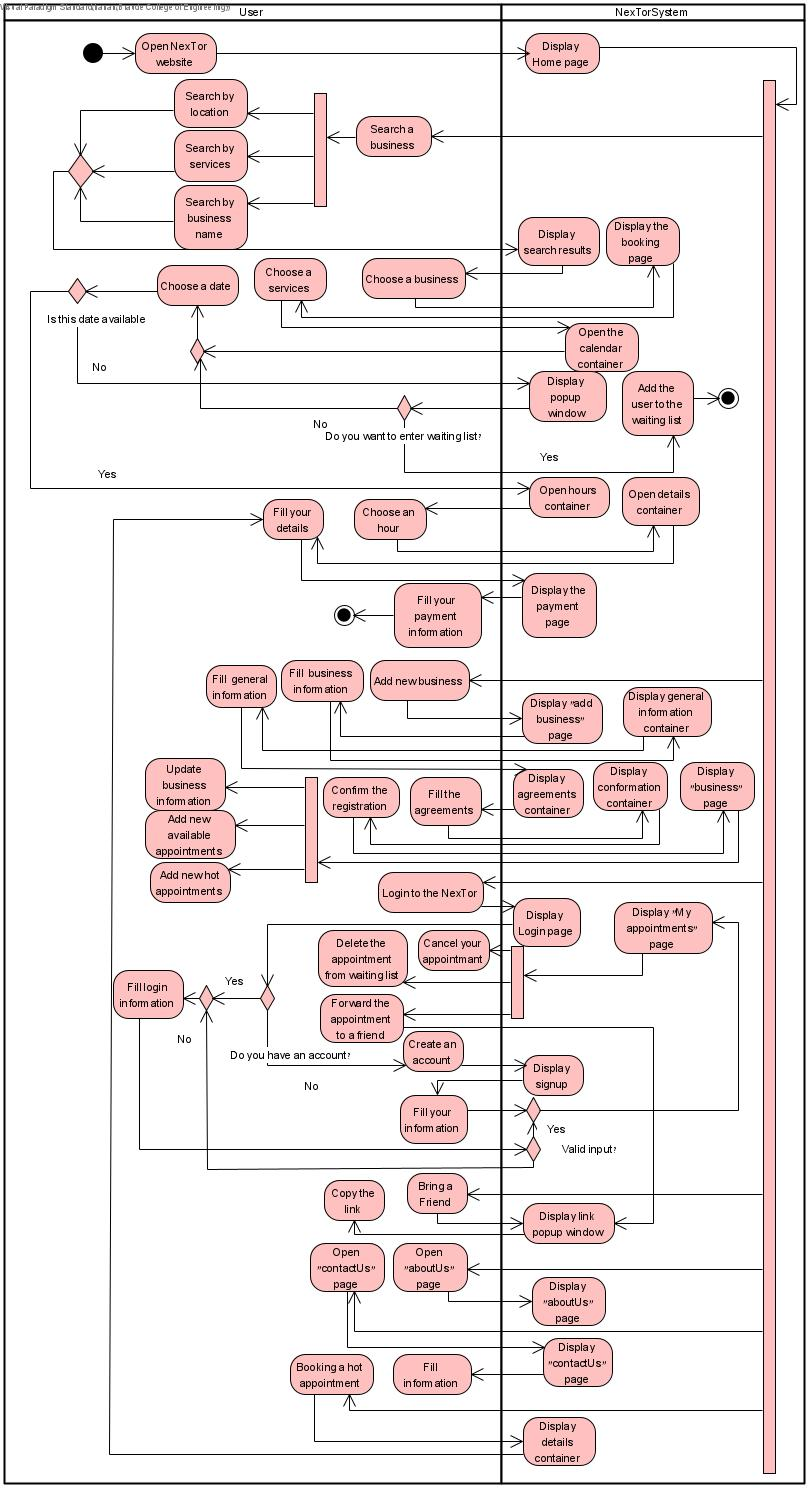 User
NexTorSystem
Open NexTor
website
Display
Home page
Search by
location
Search by
services
Search by
business
name
Search a
business
Display
search results
Display the
booking
page
Choose a date
Choose a
services
Choose a business
Is this date available
Open the
calendar
container
No
Display
popup
window
Add the
user to the
waiting list
No
Do you want to enter waiting list?
Yes
Yes
Open hours
container
Open details
container
Fill your
details
Choose an
hour
Display the
payment
page
Fill your
payment
information
Fill general
information
Fill business
information
Add new business
Display "add
business"
page
Display general
information
container
Update
business
information
Add new
available
appointments
Add new hot
appointments
Confirm the
registration
Fill the
agreements
Display
agreements
container
Display
conformation
container
Display
"business"
page
Login to the NexTor
Display
Login page
Display "My
appointments"
page
Delete the
appointment
from waiting list
Cancel your
appointmant
Forward the
appointment
to a friend
Fill login
information
Yes
No
Do you have an account?
No
Create an
account
Display
signup
Fill your
information
Yes
Valid input?
Copy the
link
Bring a
Friend
Display link
popup window
Open
"contactUs"
page
Open
"aboutUs"
page
Display
"aboutUs"
page
Display
"contactUs"
page
Booking a hot
appointment
Fill
information
Display
details
container